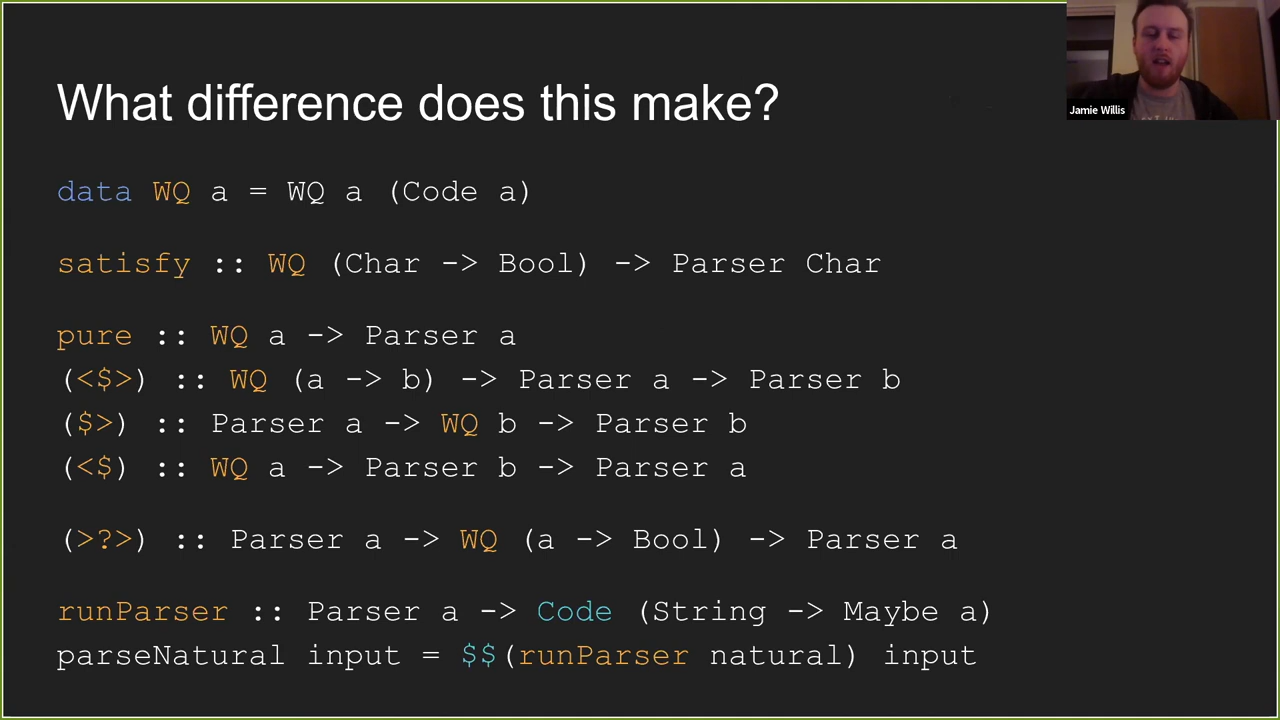 What difference does this make?
Jamie Willis
data WQ a = WQ a (Code a)
satisfy :: WQ (Char -> Bool) -> Parser Char
pure :: WQ a -> Parser a
(<$>) :: WQ (a -> b) -> Parser a -> Parser b
($>) :: Parser a -> WQ b -> Parser b
(<$) :: WQ a -> Parser b -> Parser a
(>?>) :: Parser a -> WQ (a -> Bool) -> Parser a
runParser :: Parser a -> Code (String -> Maybe a)
parseNatural input = $$(runParser natural) input